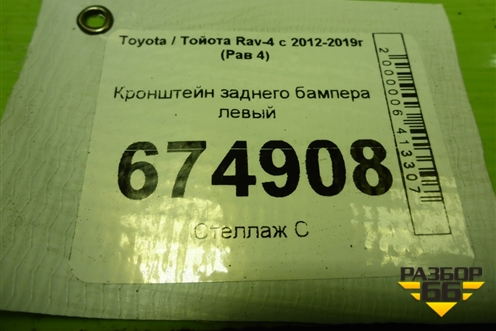 Toyota / Тойота Rav-4 с 2012-2019г
(Рав 4)
Кронштейн заднего бампера
левый
674908
Стеллаж С
2000006413307
РАЗБОР
66